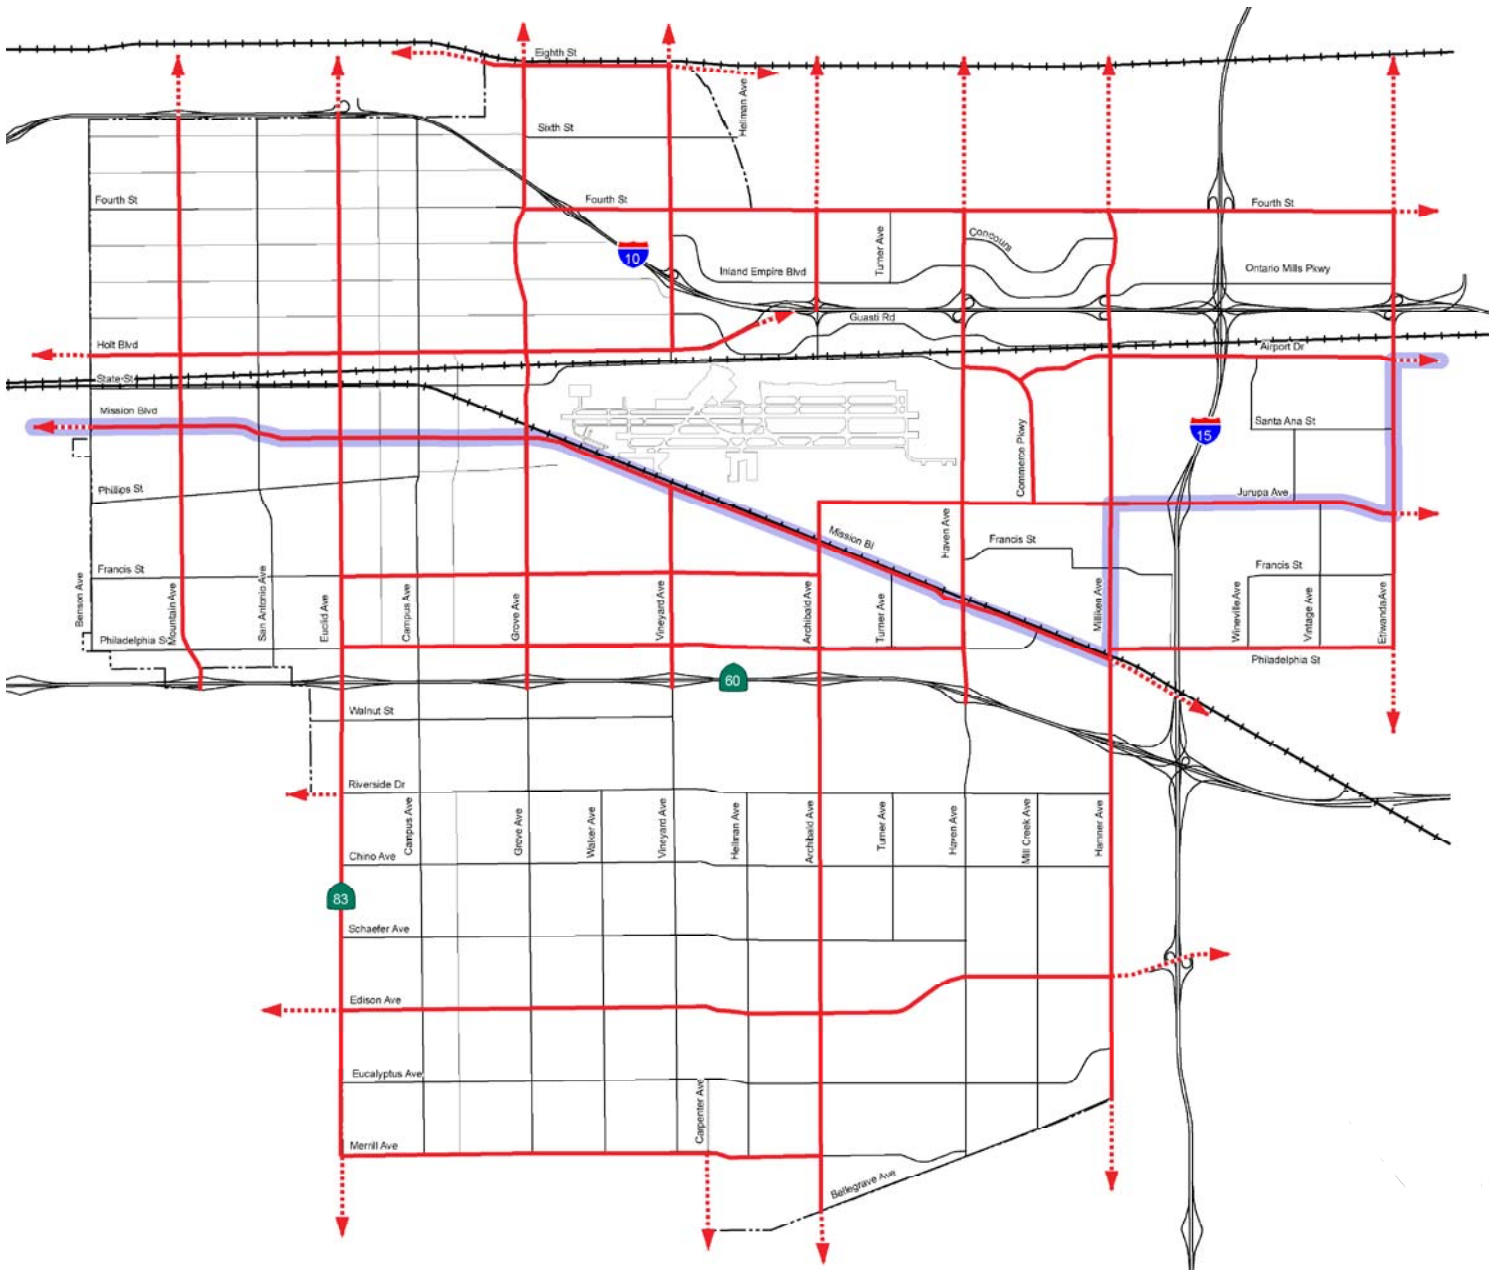 Eighth St
Hellman Ave
Sixth St
Fourth St
Fourth St
Fourth St
Turner Ave
Concours
10
Inland Empire Blvd
Ontario Mills Pkwy
Guasti Rd
Holt Blvd
Airport Dr
State St
Mission Blvd
Santa Ana St
15
Commerce Pkwy
Phillips St
Jurupa Ave
Mission Bl
Haven Ave
Francis St
Francis St
Francis St
Benson Ave
Mountain Ave
San Antonio Ave
Euclid Ave
Campus Ave
Grove Ave
Vineyard Ave
Archibald Ave
Turner Ave
Milliken Ave
Wineville Ave
Vintage Ave
Etiwanda Ave
Philadelphia St
Philadelphia St
60
Walnut St
Riverside Dr
Campus Ave
Grove Ave
Walker Ave
Vineyard Ave
Hellman Ave
Archibald Ave
Turner Ave
Haven Ave
Mill Creek Ave
Hamner Ave
Chino Ave
83
Schaefer Ave
Edison Ave
Eucalyptus Ave
Carpenter Ave
Merrill Ave
Bellegrave Ave